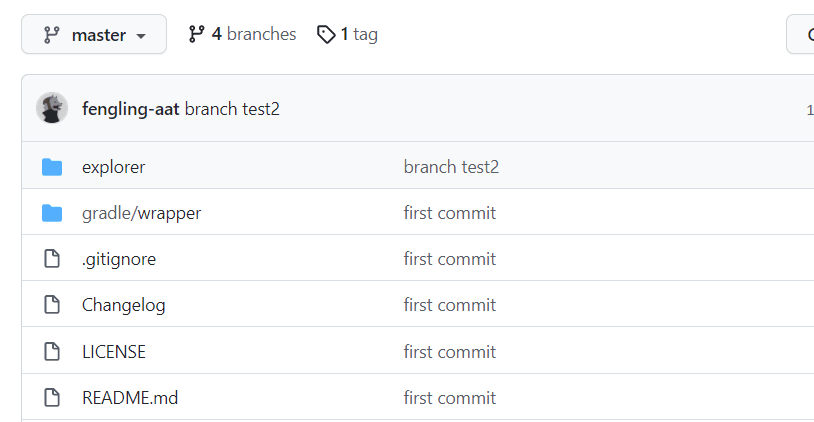 master 4 branches 1 tag
fengling-aat branch test2
explorer branch test2
gradle/wrapper first commit
.gitignore first commit
Changelog first commit
LICENSE first commit
README.md first commit